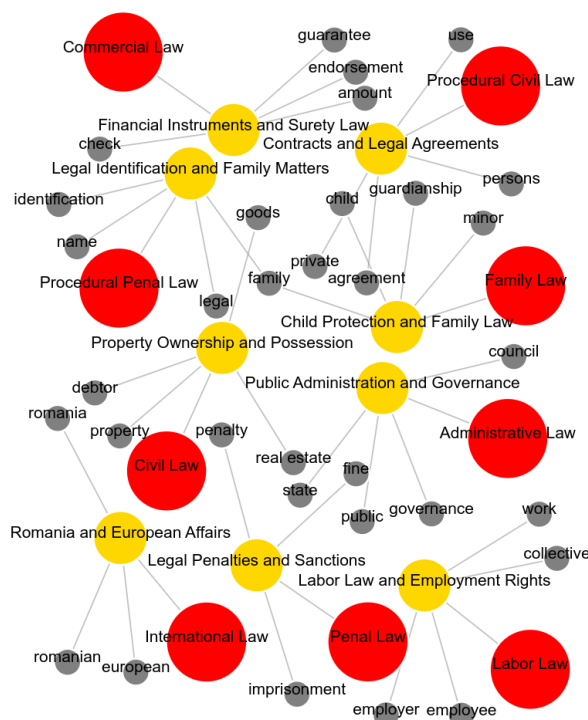 guarantee
use
Commercial Law
endorsement
Procedural Civil Law
amount
Financial Instruments and Surety Law
Contracts and Legal Agreements
check
Legal Identification and Family Matters
persons
guardianship
identification
child
goods
minor
name
private
Procedural Penal Law
family
agreement
Family Law
legal
Child Protection and Family Law
Property Ownership and Possession
council
Public Administration and Governance
debtor
romania
property
penalty
Administrative Law
real estate
Civil Law
fine
state
governance
work
public
Romania and European Affairs
collective
Legal Penalties and Sanctions
Labor Law and Employment Rights
International Law
Penal Law
romanian
european
Labor Law
imprisonment
employer
employee